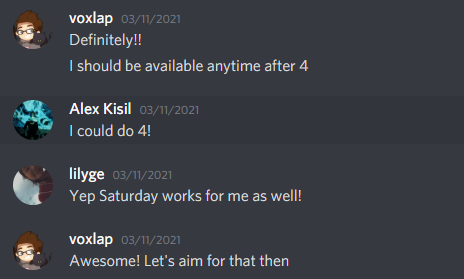 voxlap 03/11/2021
Definitely!!
I should be available anytime after 4
Alex Kisil 03/11/2021
I could do 4!
lilyge 03/11/2021
Yep Saturday works for me as well!
voxlap 03/11/2021
Awesome! Let's aim for that then